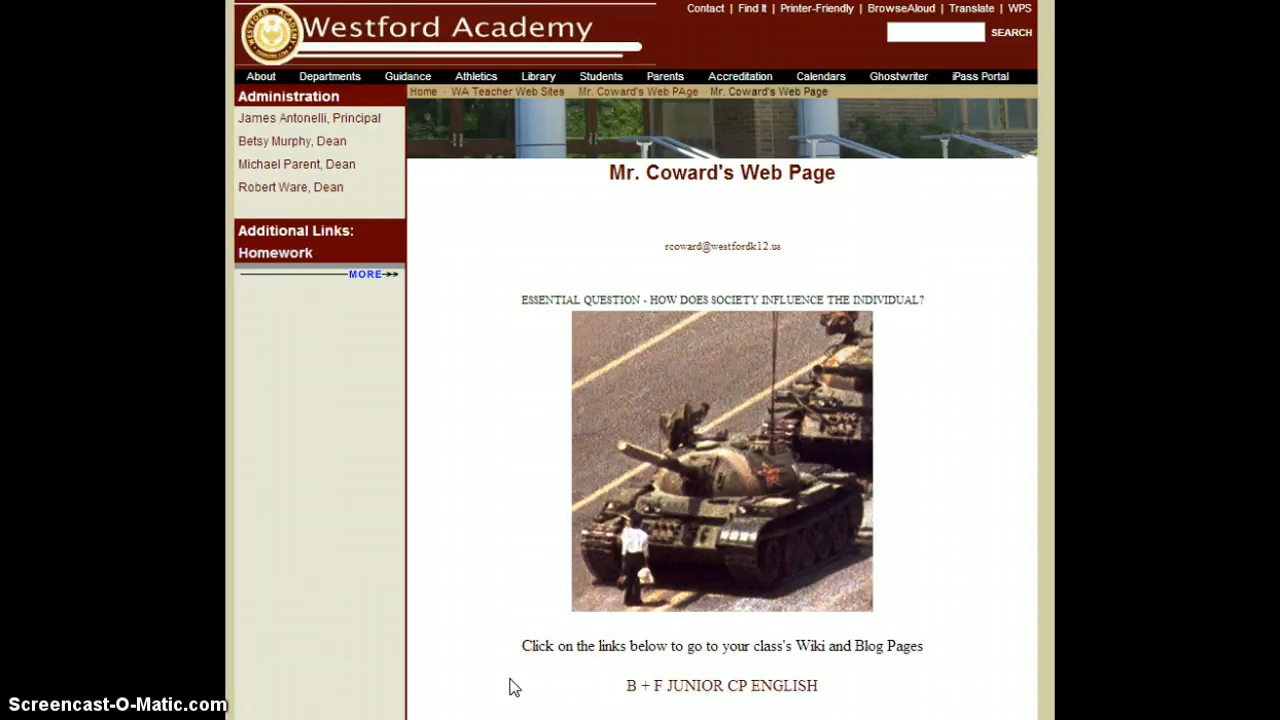 Contact | Find It | Printer-Friendly | BrowseAloud | Translate | WPS
Westford Academy
SEARCH
About Departments Guidance Athletics Library Students Parents Accreditation Calendars Ghostwriter iPass Portal
Home WA Teacher Web Sites Mr. Coward's Web PAge Mr. Coward's Web Page
Administration
James Antonelli, Principal
Betsy Murphy, Dean
Michael Parent, Dean
Robert Ware, Dean
Additional Links:
Homework
MORE
Mr. Coward's Web Page
rcoward@westfordk12.us
ESSENTIAL QUESTION - HOW DOES SOCIETY INFLUENCE THE INDIVIDUAL?
Click on the links below to go to your class's Wiki and Blog Pages
B + F JUNIOR CP ENGLISH
Screencast-O-Matic.com